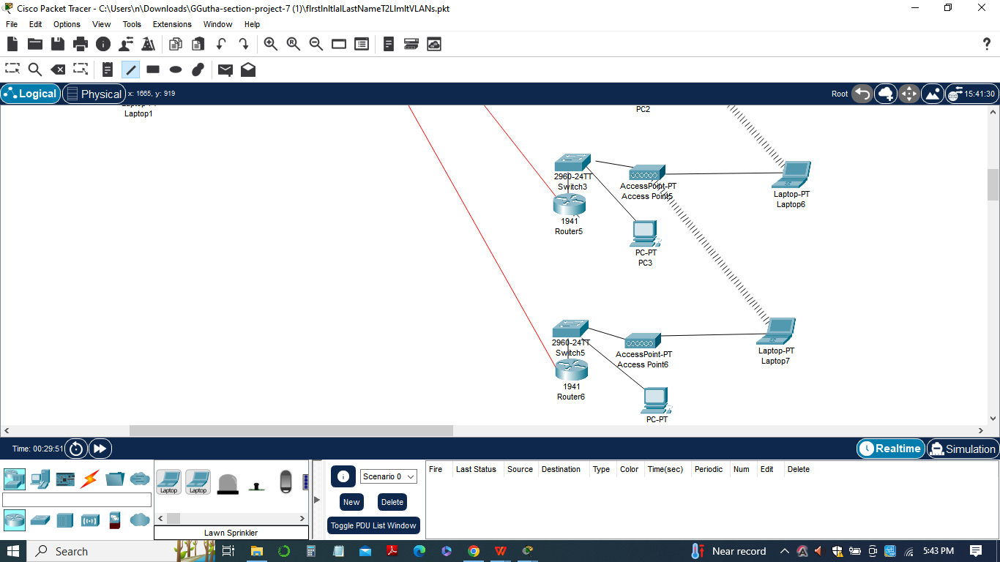 Cisco Packet Tracer - C:\Users\n\Downloads\GGutha-section-project-7 (1)\fIrstInItIalLastNameT2LImItVLANs.pkt
File Edit Options View Tools Extensions Window Help
Logical Physical x: 1665, y: 919 Root 15:41:30
Laptop1
PC2
2960-24TT
Switch3
AccessPoint-PT
Access Point5
Laptop-PT
Laptop6
1941
Router5
PC-PT
PC3
2960-24TT
Switch5
AccessPoint-PT
Access Point6
Laptop-PT
Laptop7
1941
Router6
PC-PT
Time: 00:29:51 Realtime Simulation
Laptop Laptop
Lawn Sprinkler
Scenario 0
New Delete
Toggle PDU List Window
Fire Last Status Source Destination Type Color Time(sec) Periodic Num Edit Delete
Search Near record 5:43 PM